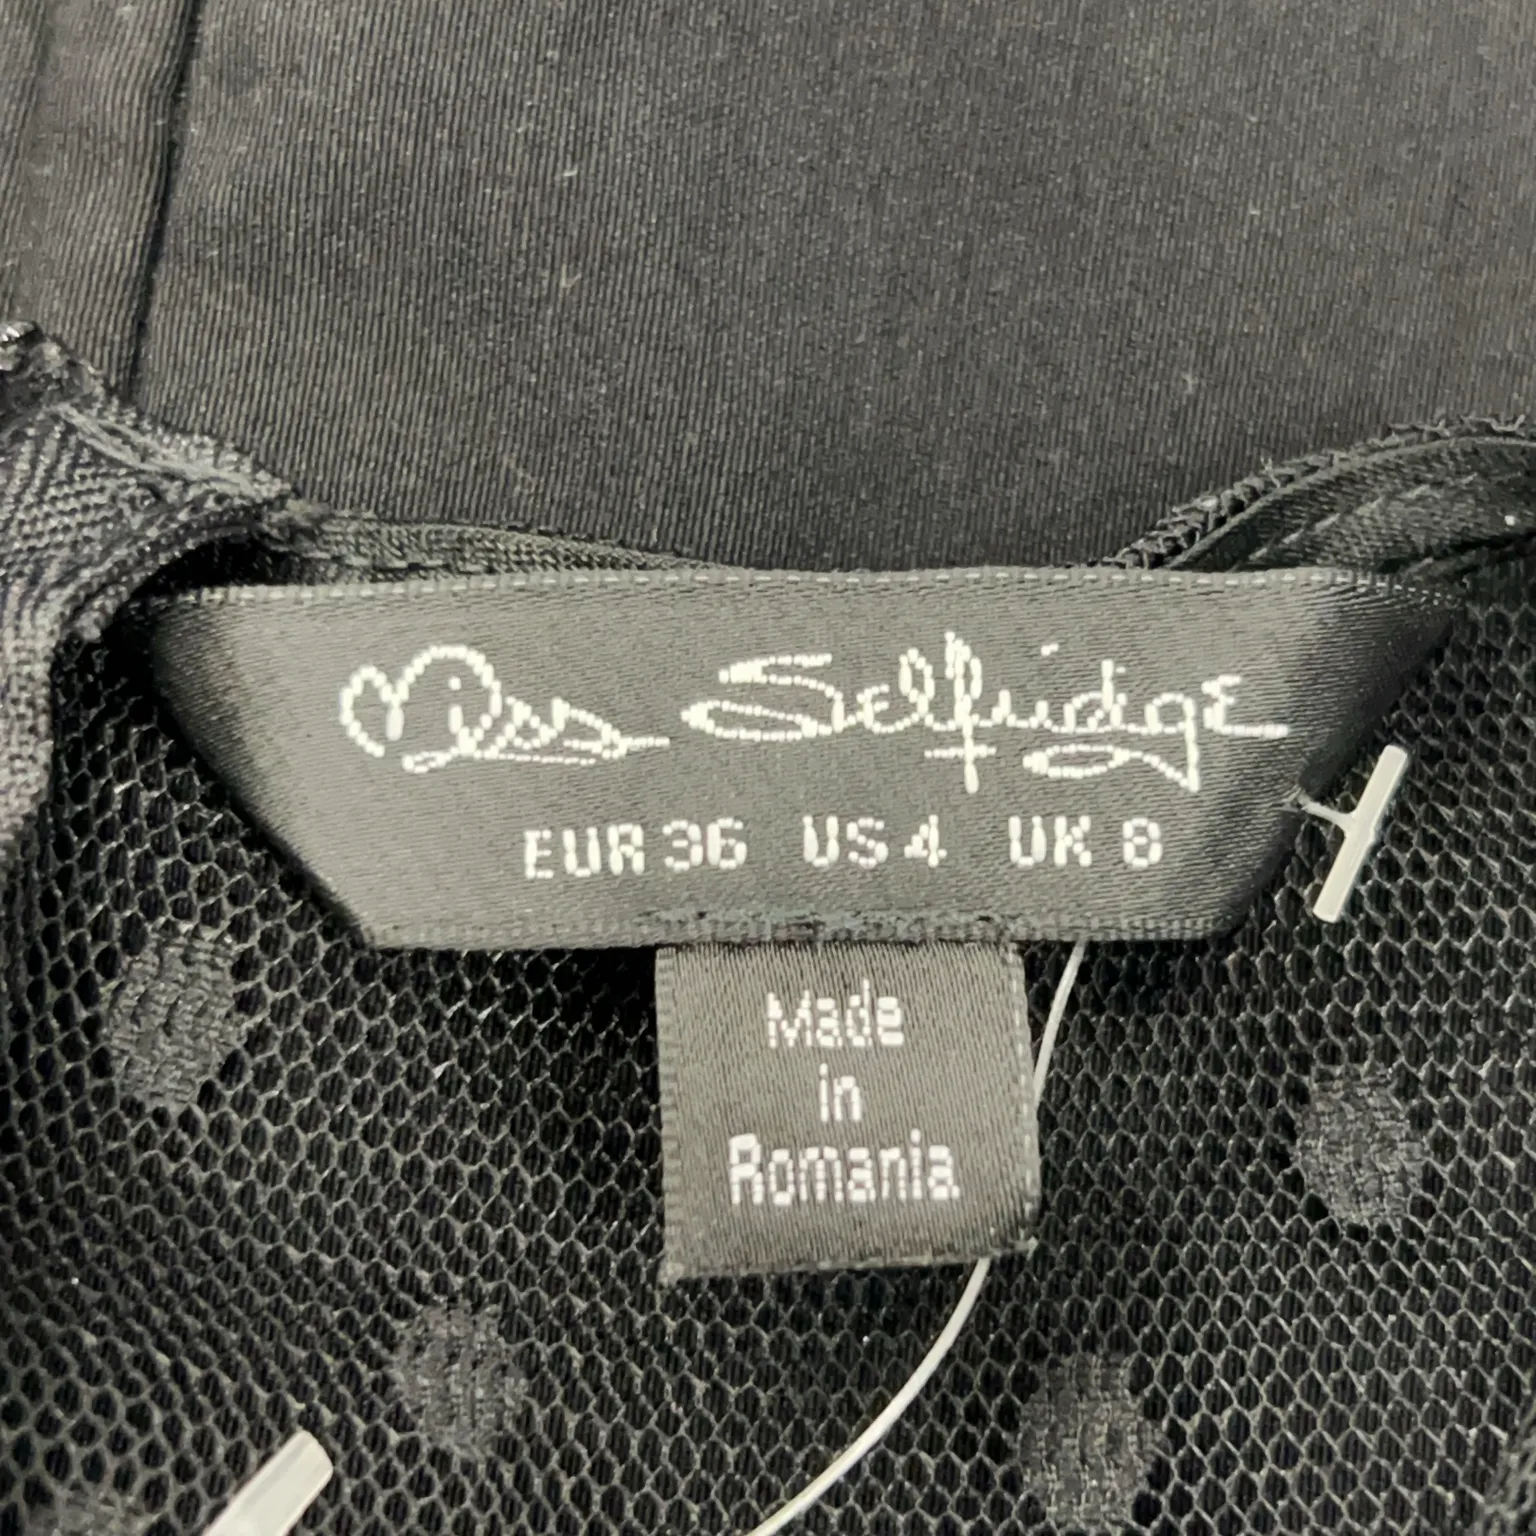 Miss Selfridge
EUR 36 US 4 UK 8
Made
in
Romania